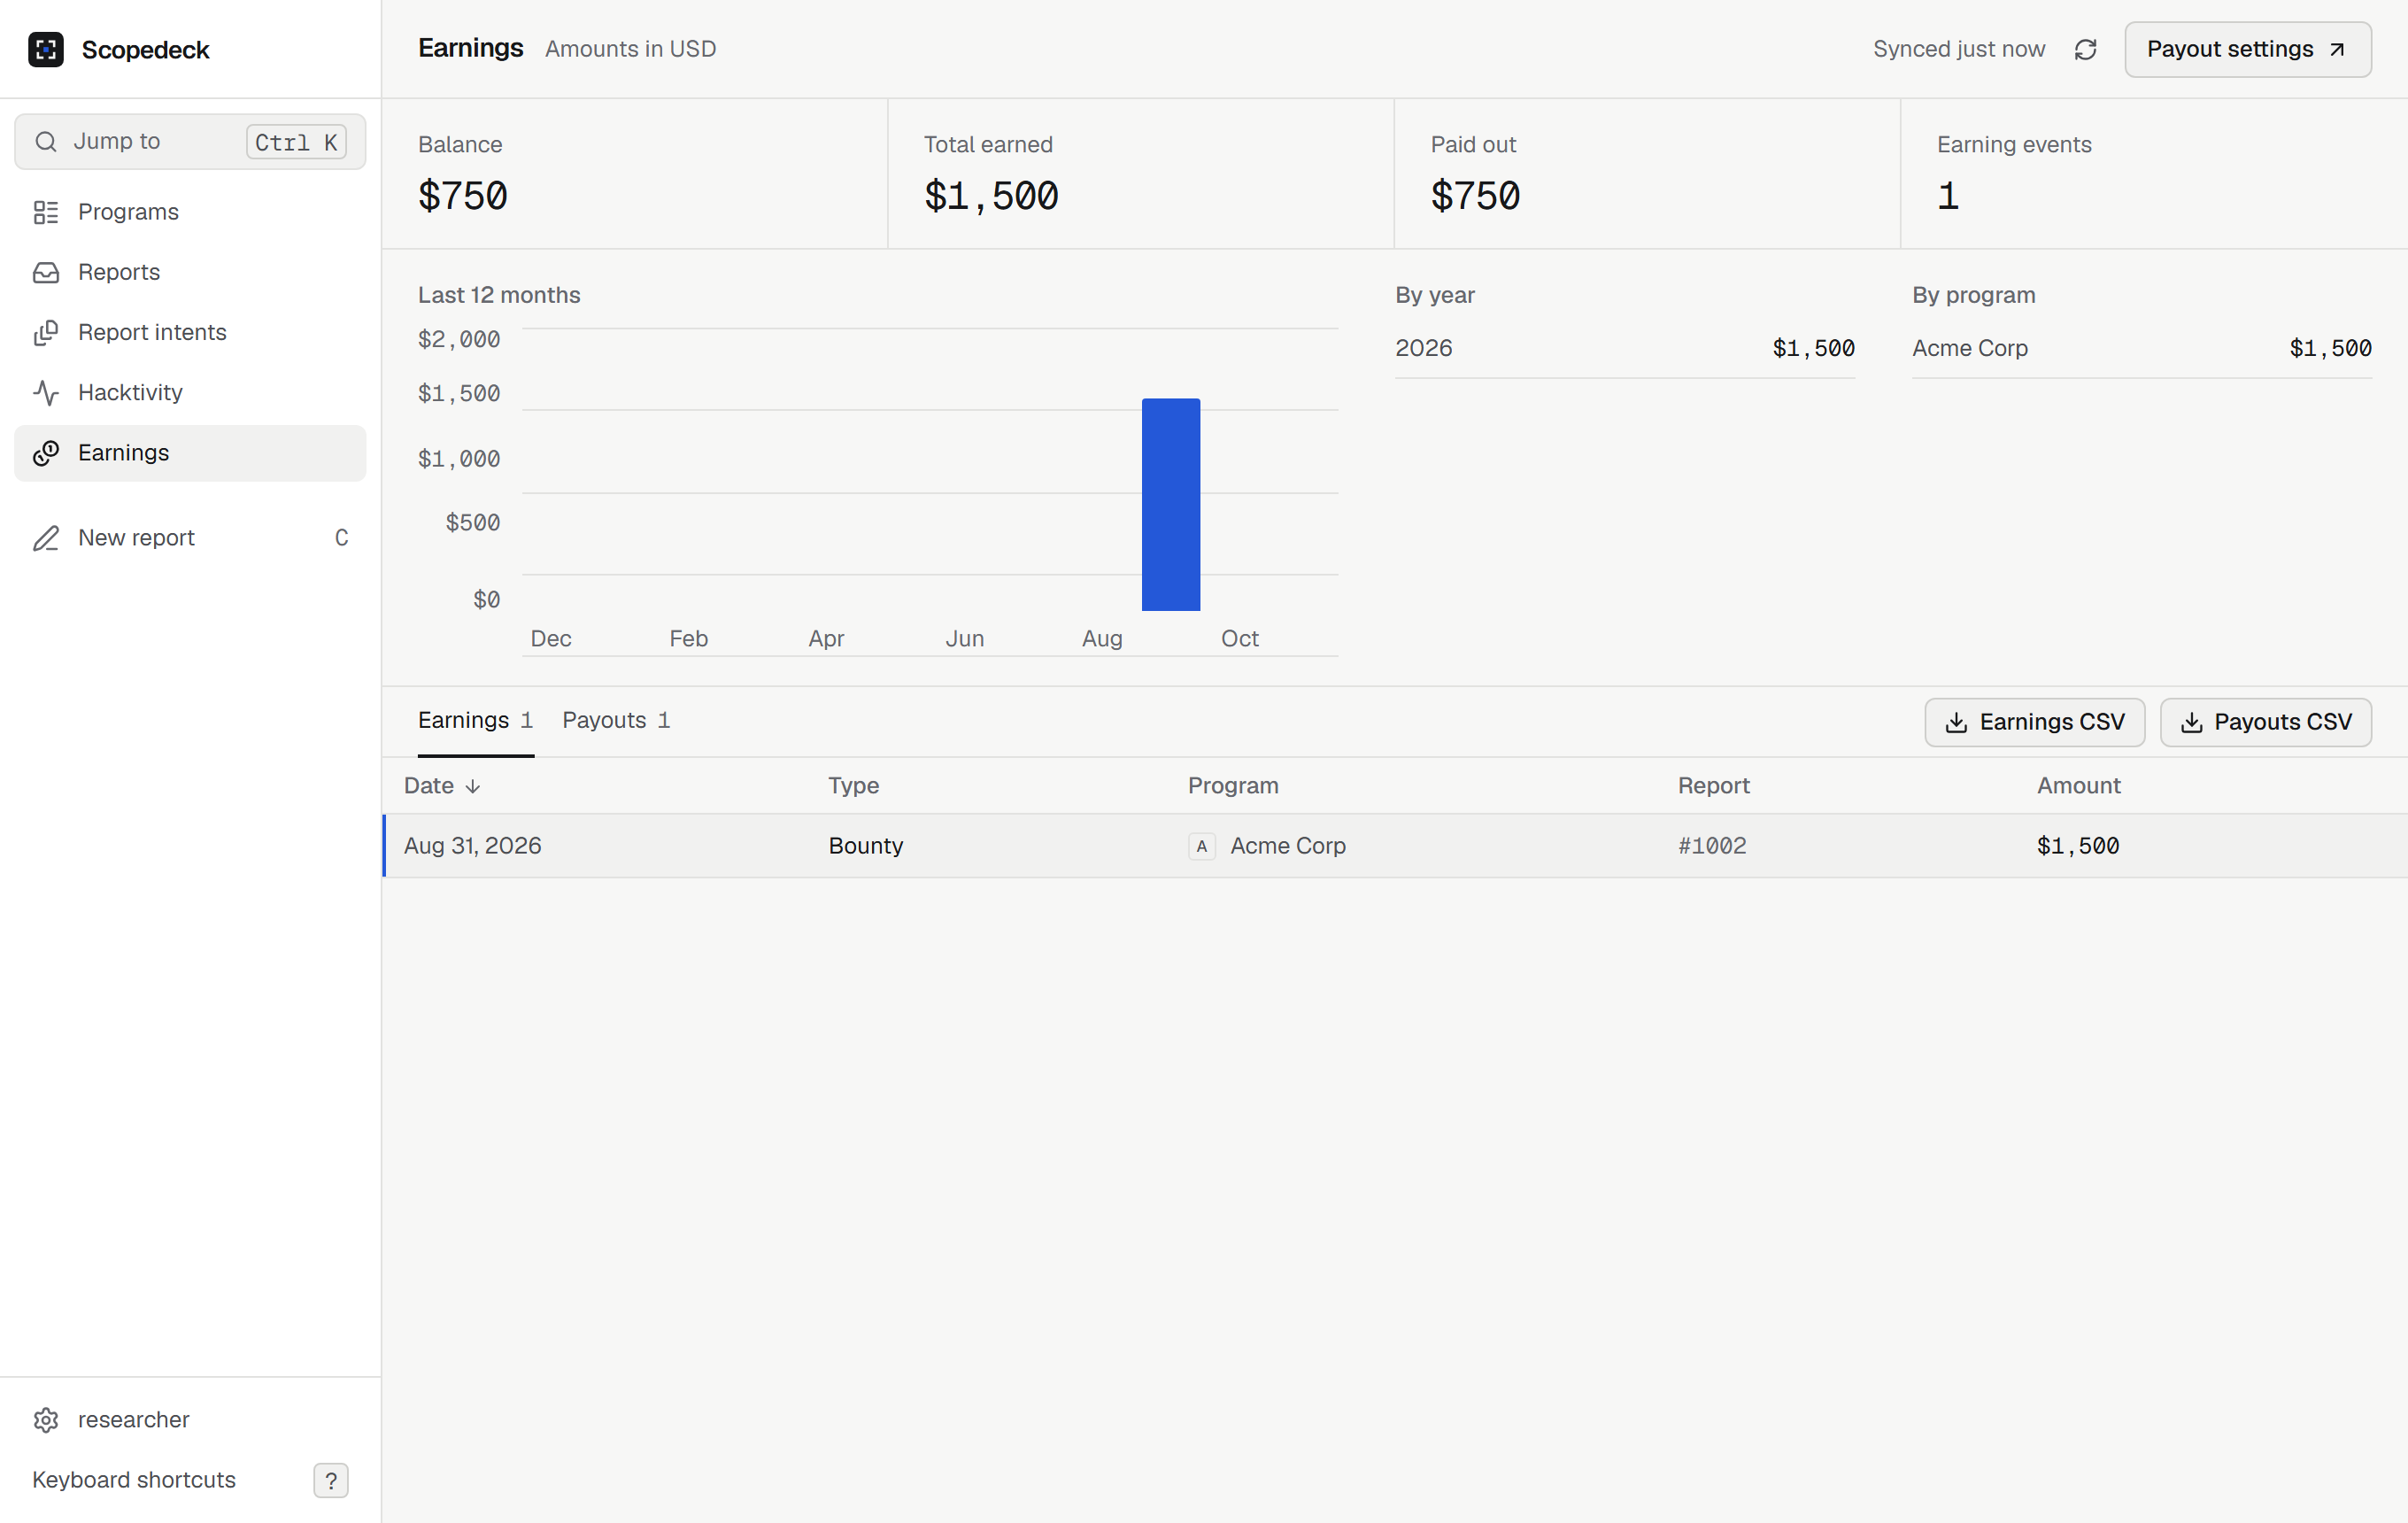 Scopedeck
Jump to Ctrl K
Programs
Reports
Report intents
Hacktivity
Earnings
New report C
researcher
Keyboard shortcuts ?
Earnings Amounts in USD
Synced just now
Payout settings
Balance
$750
Total earned
$1,500
Paid out
$750
Earning events
1
Last 12 months
$2,000
$1,500
$1,000
$500
$0
Dec Feb Apr Jun Aug Oct
By year
2026 $1,500
By program
Acme Corp $1,500
Earnings 1 Payouts 1
Earnings CSV Payouts CSV
Date Type Program Report Amount
Aug 31, 2026 Bounty A Acme Corp #1002 $1,500